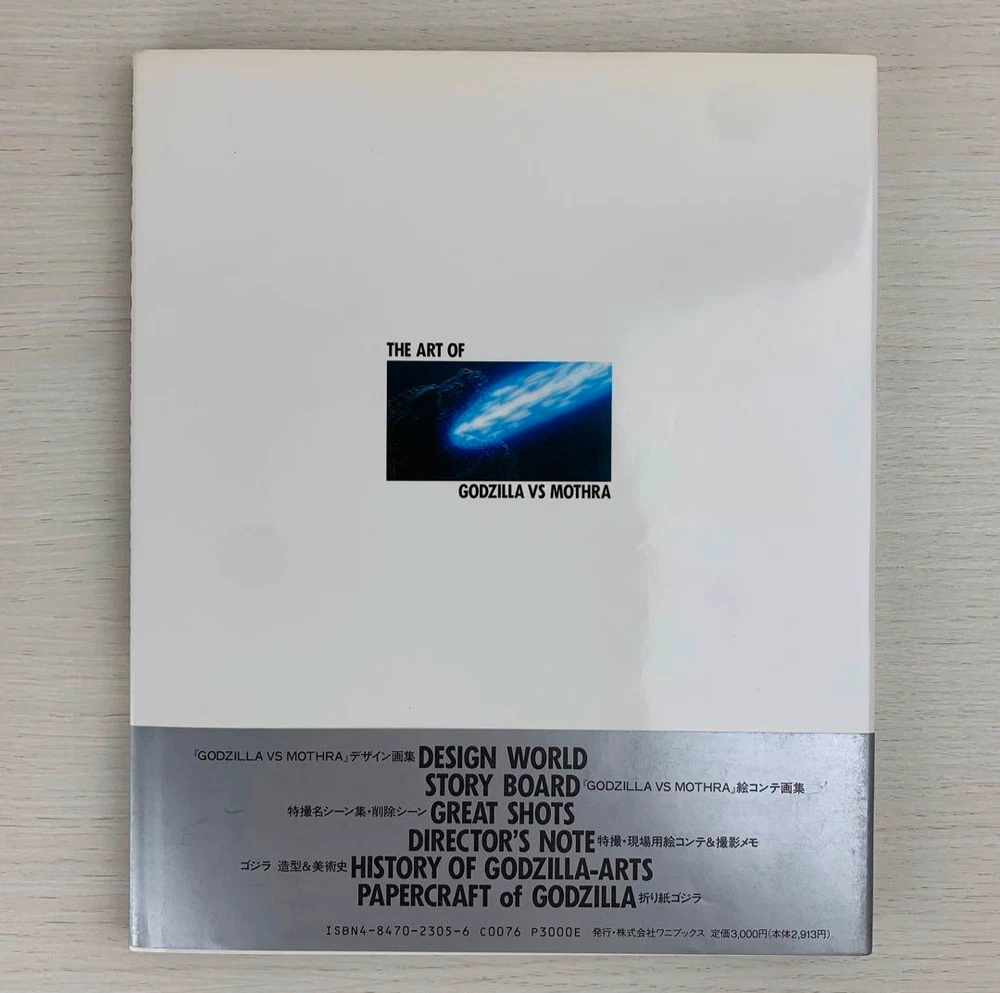 THE ART OF
GODZILLA VS MOTHRA
『GODZILLA VS MOTHRA』デザイン画集 DESIGN WORLD
STORY BOARD 『GODZILLA VS MOTHRA』絵コンテ画集
特撮名シーン集・削除シーン GREAT SHOTS
DIRECTOR'S NOTE 特撮・現場用絵コンテ&撮影メモ
ゴジラ 造型&美術史 HISTORY OF GODZILLA-ARTS
PAPERCRAFT of GODZILLA 折り紙ゴジラ
ISBN4-8470-2305-6 C0076 P3000E 発行・株式会社ワニブックス 定価3,000円(本体2,913円)